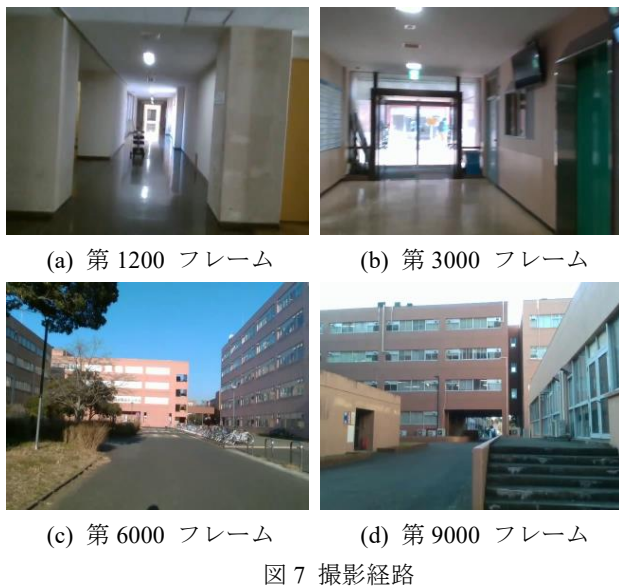 (a) 第 1200 フレーム
(b) 第 3000 フレーム
(c) 第 6000 フレーム
(d) 第 9000 フレーム
図 7 撮影経路